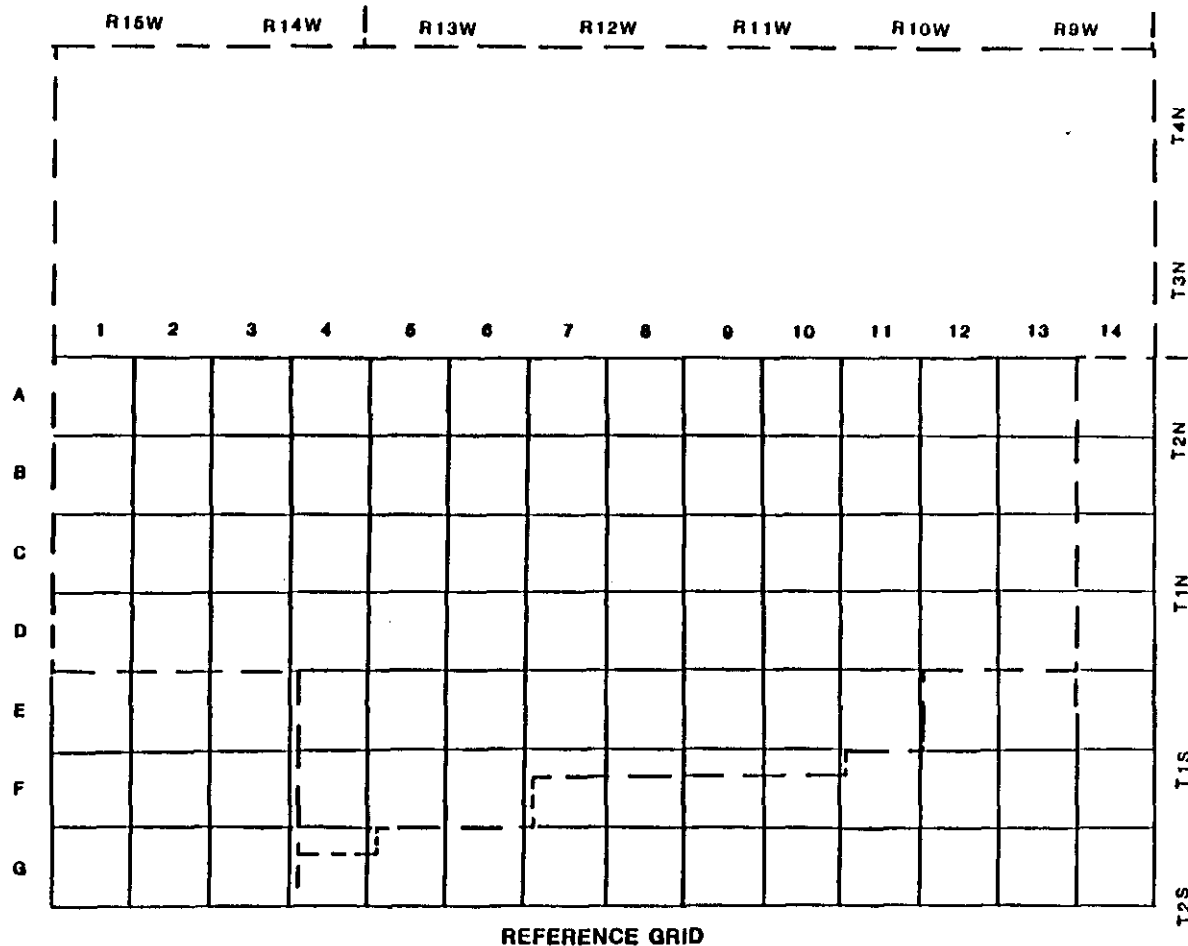 R15W R14W R13W R12W R11W R10W R9W
T4N
T3N
1 2 3 4 5 6 7 8 9 10 11 12 13 14
A
T2N
B
C
T1N
D
E
T1S
F
G
T2S
REFERENCE GRID